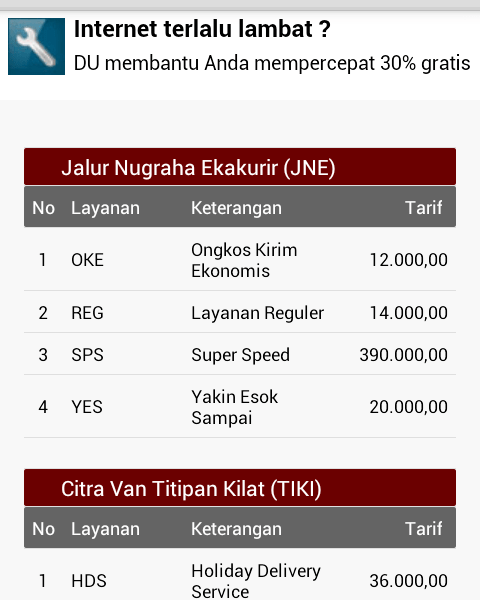 Internet terlalu lambat ?
DU membantu Anda mempercepat 30% gratis
Jalur Nugraha Ekakurir (JNE)
No Layanan Keterangan Tarif
1 OKE Ongkos Kirim Ekonomis 12.000,00
2 REG Layanan Reguler 14.000,00
3 SPS Super Speed 390.000,00
4 YES Yakin Esok Sampai 20.000,00
Citra Van Titipan Kilat (TIKI)
No Layanan Keterangan Tarif
1 HDS Holiday Delivery Service 36.000,00